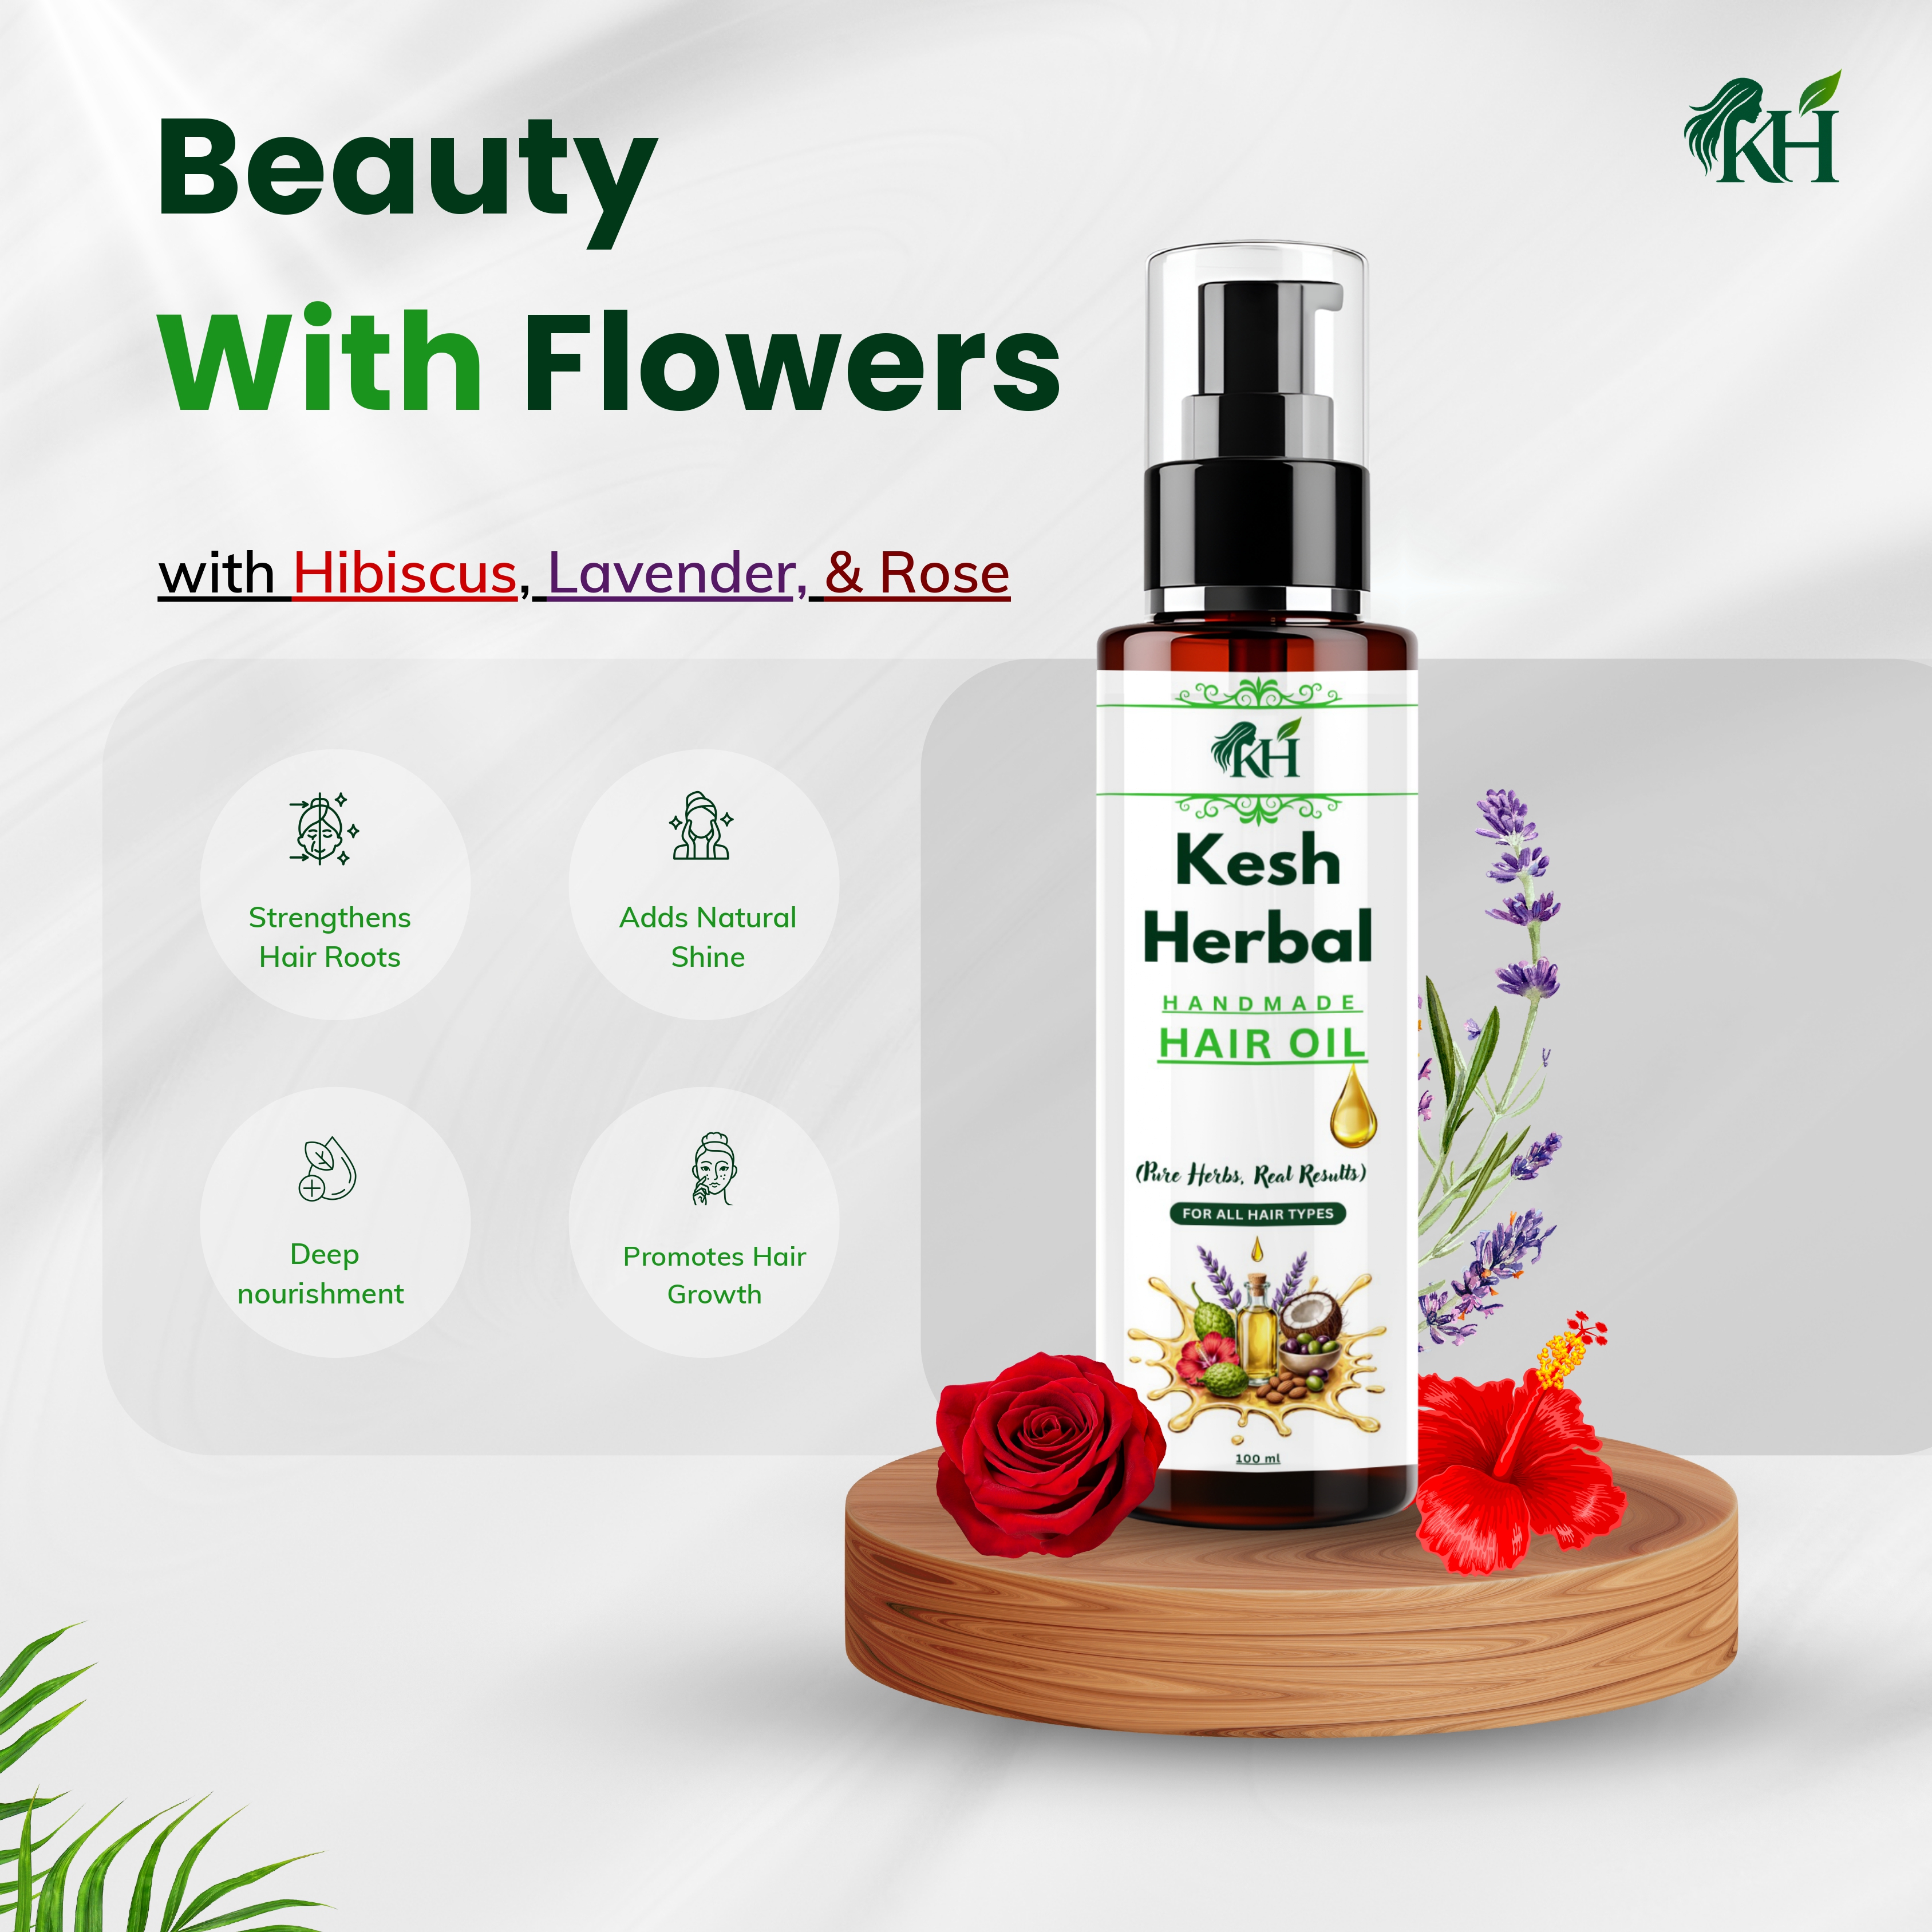 Beauty
With Flowers
KH
with Hibiscus, Lavender, & Rose
Strengthens
Hair Roots
Adds Natural
Shine
Deep
nourishment
Promotes Hair
Growth
KH
Kesh
Herbal
HANDMADE
HAIR OIL
(Pure Herbs, Real Results)
FOR ALL HAIR TYPES
100 ml